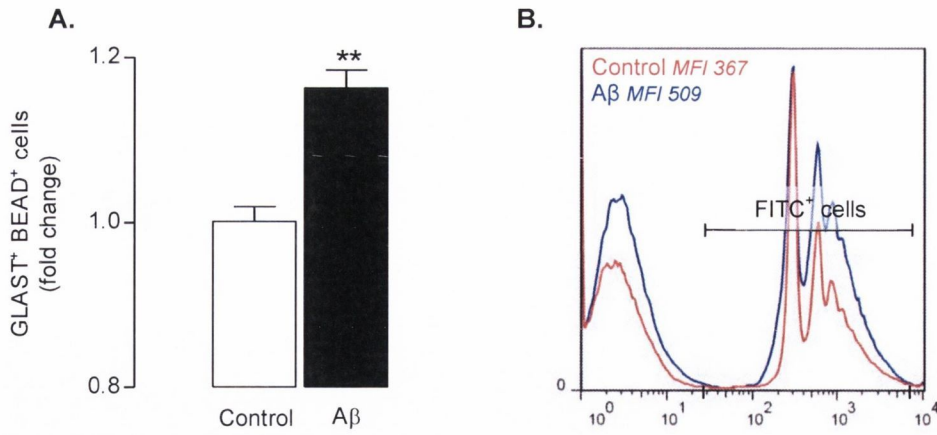 A.
GLAST⁺ BEAD⁺ cells
(fold change)
1.2
1.0
0.8
**
Control
Aβ
B.
Control MFI 367
Aβ MFI 509
FITC⁺ cells
0
10⁰
10¹
10²
10³
10⁴